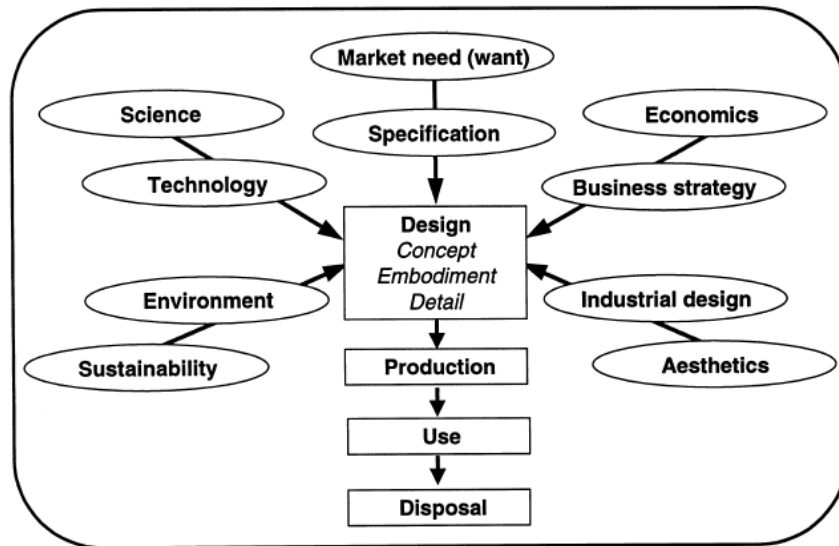 Market need (want)
Science
Economics
Specification
Technology
Business strategy
Design
Concept
Embodiment
Detail
Environment
Industrial design
Sustainability
Production
Aesthetics
Use
Disposal